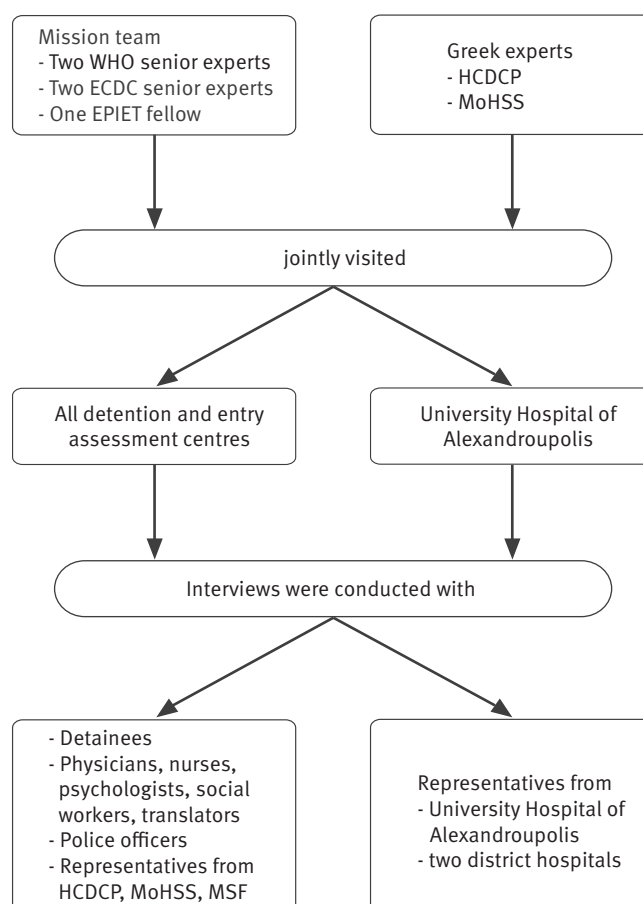 Mission team
- Two WHO senior experts
- Two ECDC senior experts
- One EPIET fellow
Greek experts
- HCDCP
- MoHSS
jointly visited
All detention and entry
assessment centres
University Hospital of
Alexandroupolis
Interviews were conducted with
- Detainees
- Physicians, nurses,
psychologists, social
workers, translators
- Police officers
- Representatives from
HCDCP, MoHSS, MSF
Representatives from
- University Hospital of
Alexandroupolis
- two district hospitals